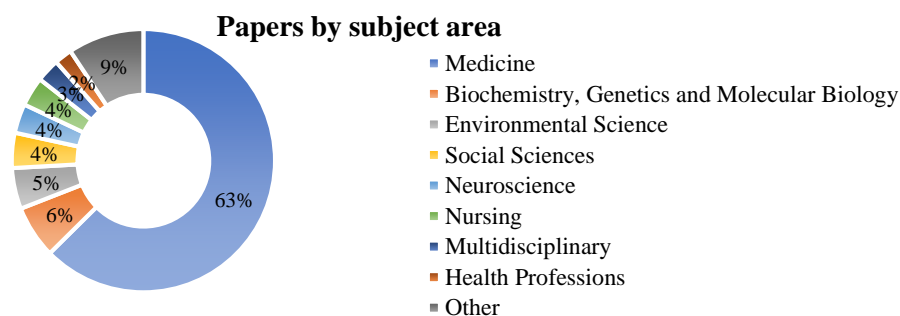 Papers by subject area
9%
2%
3%
4%
4%
4%
5%
6%
63%
Medicine
Biochemistry, Genetics and Molecular Biology
Environmental Science
Social Sciences
Neuroscience
Nursing
Multidisciplinary
Health Professions
Other